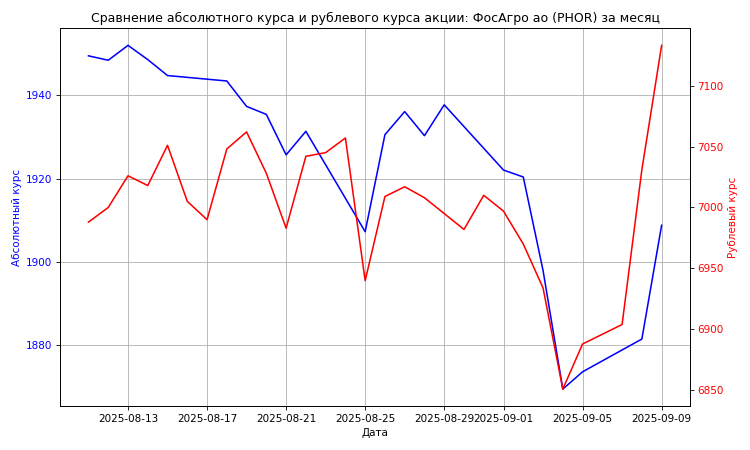 Сравнение абсолютного курса и рублевого курса акции: ФосАгро ао (PHOR) за месяц
Абсолютный курс
1940
1920
1900
1880
7100
7050
7000
6950
6900
6850
Рублевый курс
2025-08-13 2025-08-17 2025-08-21 2025-08-25 2025-08-29 2025-09-01 2025-09-05 2025-09-09
Дата